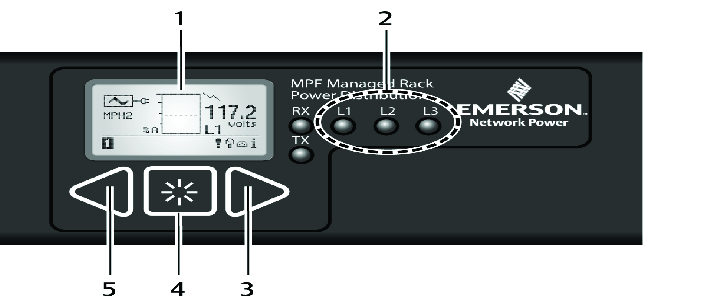 1
2
MPF Managed Rack
Power Distribution
RX L1 L2 L3
TX
EMERSON
Network Power
MPH2
117.2
volts
L1
1
5
4
3